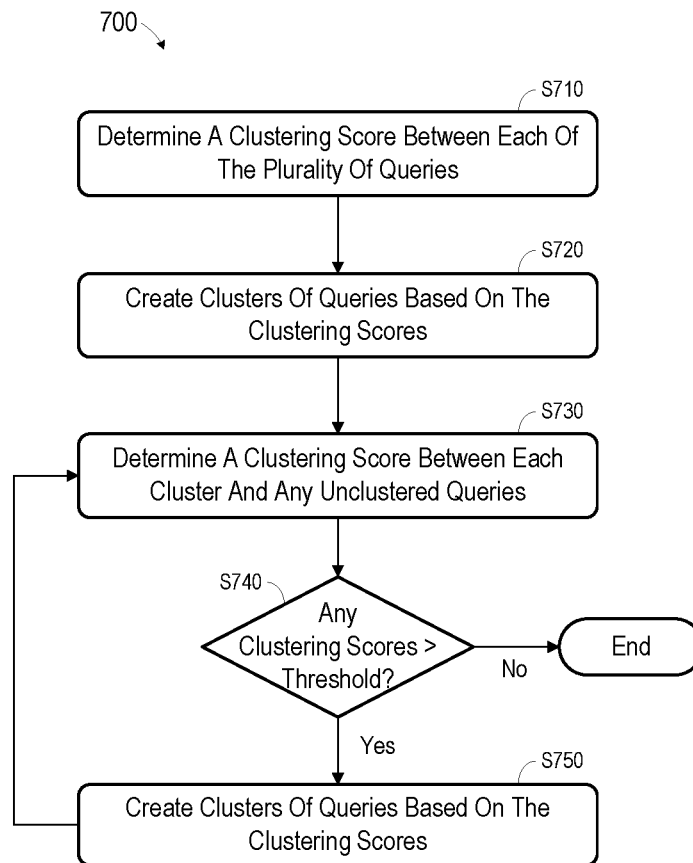 700
S710
Determine A Clustering Score Between Each Of
The Plurality Of Queries
S720
Create Clusters Of Queries Based On The
Clustering Scores
S730
Determine A Clustering Score Between Each
Cluster And Any Unclustered Queries
S740
Any
Clustering Scores >
Threshold?
No
End
Yes
S750
Create Clusters Of Queries Based On The
Clustering Scores